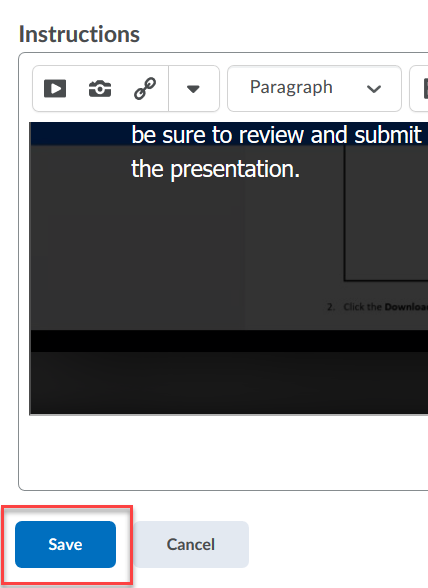 Instructions
Paragraph
be sure to review and submit
the presentation.
2. Click the Download
Save Cancel